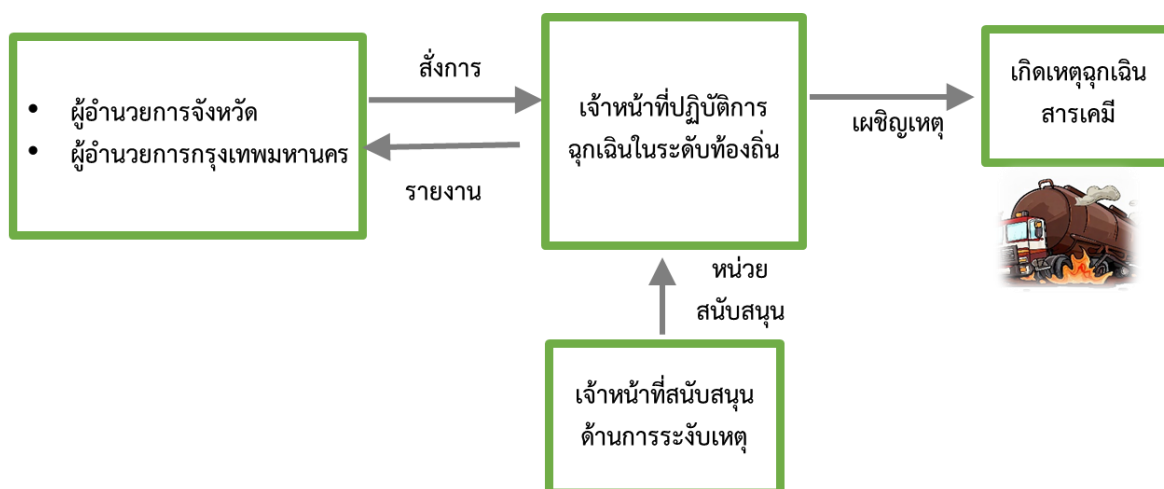 • ผู้อำนวยการจังหวัด
• ผู้อำนวยการกรุงเทพมหานคร
สั่งการ
รายงาน
เจ้าหน้าที่ปฏิบัติการ
ฉุกเฉินในระดับท้องถิ่น
เผชิญเหตุ
เกิดเหตุฉุกเฉิน
สารเคมี
หน่วย
สนับสนุน
เจ้าหน้าที่สนับสนุน
ด้านการระงับเหตุ